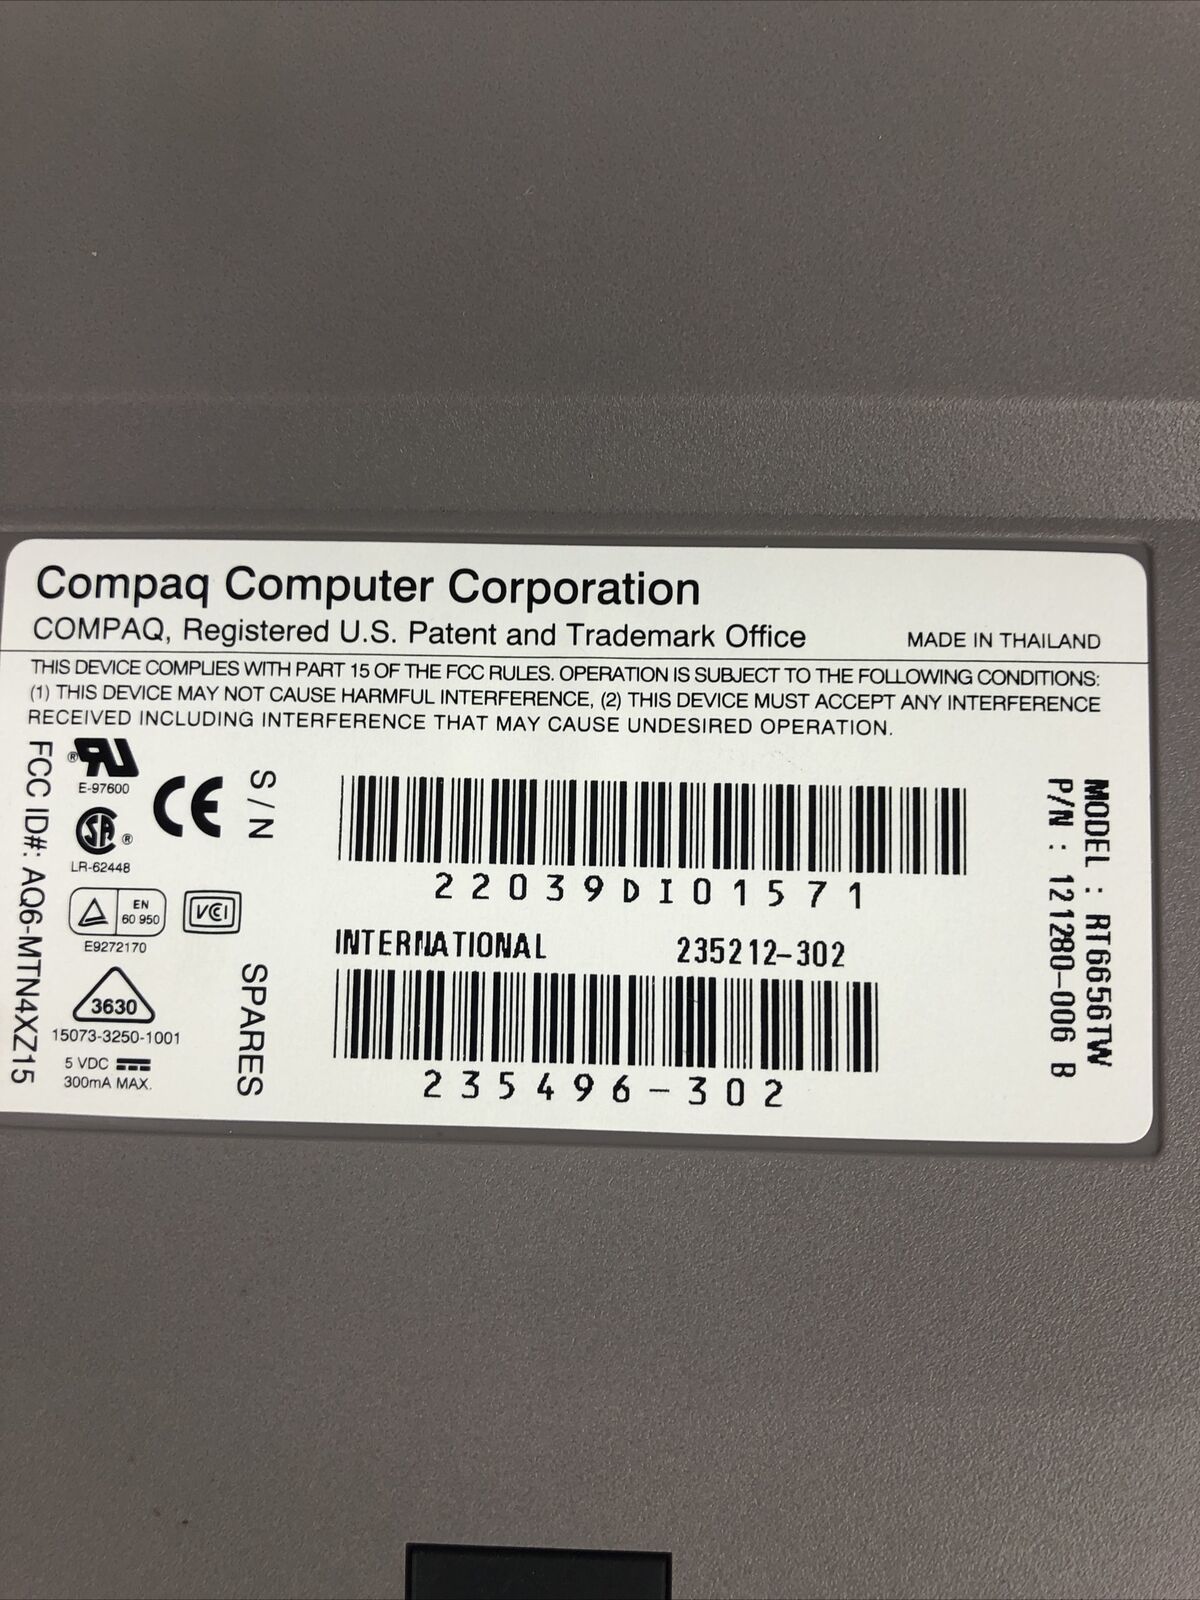 Compaq Computer Corporation
COMPAQ, Registered U.S. Patent and Trademark Office
MADE IN THAILAND
THIS DEVICE COMPLIES WITH PART 15 OF THE FCC RULES. OPERATION IS SUBJECT TO THE FOLLOWING CONDITIONS:
(1) THIS DEVICE MAY NOT CAUSE HARMFUL INTERFERENCE, (2) THIS DEVICE MUST ACCEPT ANY INTERFERENCE
RECEIVED INCLUDING INTERFERENCE THAT MAY CAUSE UNDESIRED OPERATION.
FCC ID#: AQ6-MTN4XZ15
®
E-97600
SA ®
LR-62448
EN
60 950
E9272170
VCCI
3630
15073-3250-1001
5 VDC
300mA MAX.
CE
S/N
22039DI01571
INTERNATIONAL 235212-302
SPARES
235496-302
MODEL : RT6656TW
P/N : 121280-006 B